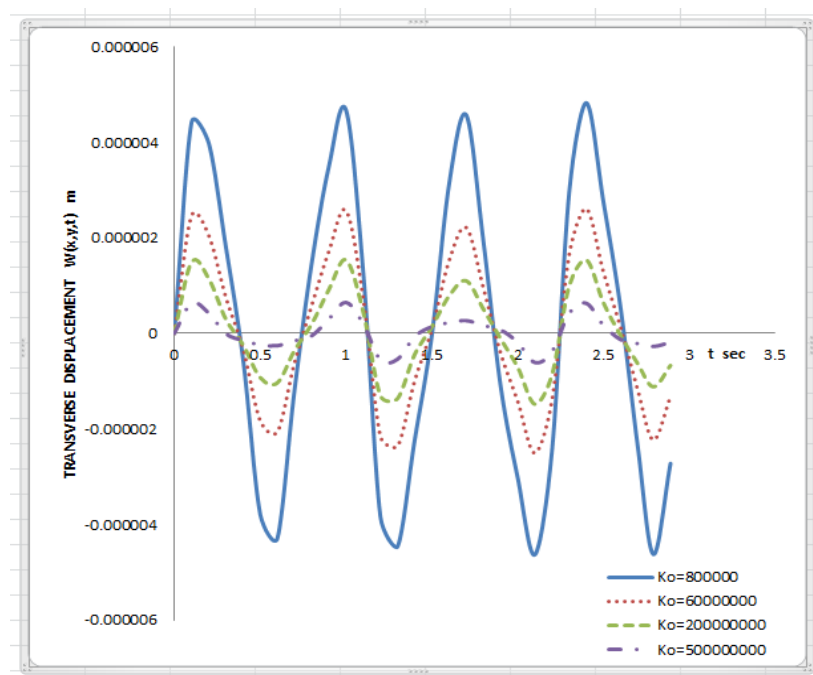 0.000006
0.000004
0.000002
0
-0.000002
-0.000004
-0.000006
TRANSVERSE DISPLACEMENT W(x,y,t) m
0 0.5 1 1.5 2 2.5 3 3.5
t sec
Ko=800000
Ko=60000000
Ko=200000000
Ko=500000000